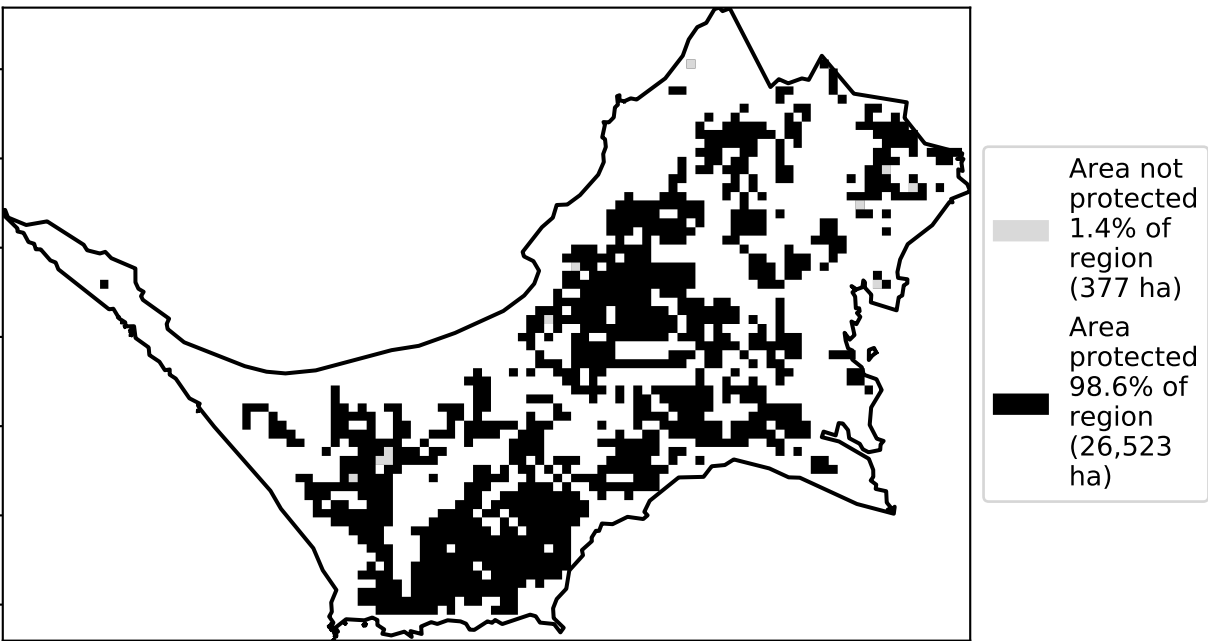 Area not
protected
1.4% of
region
(377 ha)
Area
protected
98.6% of
region
(26,523
ha)